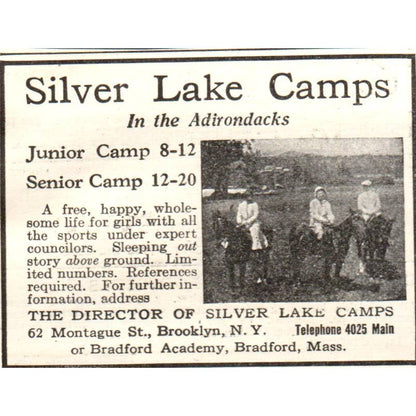 Silver Lake Camps
In the Adirondacks
Junior Camp 8-12
Senior Camp 12-20
A free, happy, whole-
some life for girls with all
the sports under expert
councilors. Sleeping out
story above ground. Lim-
ited numbers. References
required. For further in-
formation, address
THE DIRECTOR OF SILVER LAKE CAMPS
62 Montague St., Brooklyn, N. Y. Telephone 4025 Main
or Bradford Academy, Bradford, Mass.